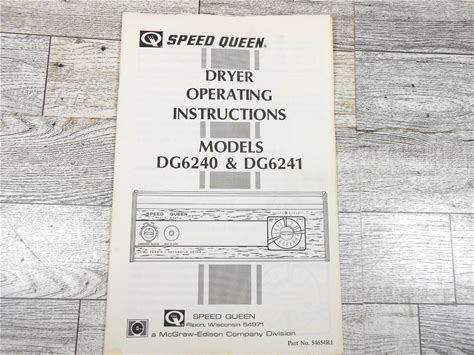 SPEED QUEEN®
DRYER
OPERATING
INSTRUCTIONS
MODELS
DG6240 & DG6241
SPEED QUEEN
SPEED QUEEN
Ripon, Wisconsin 54971
a McGraw-Edison Company Division
Part No. 54654R1